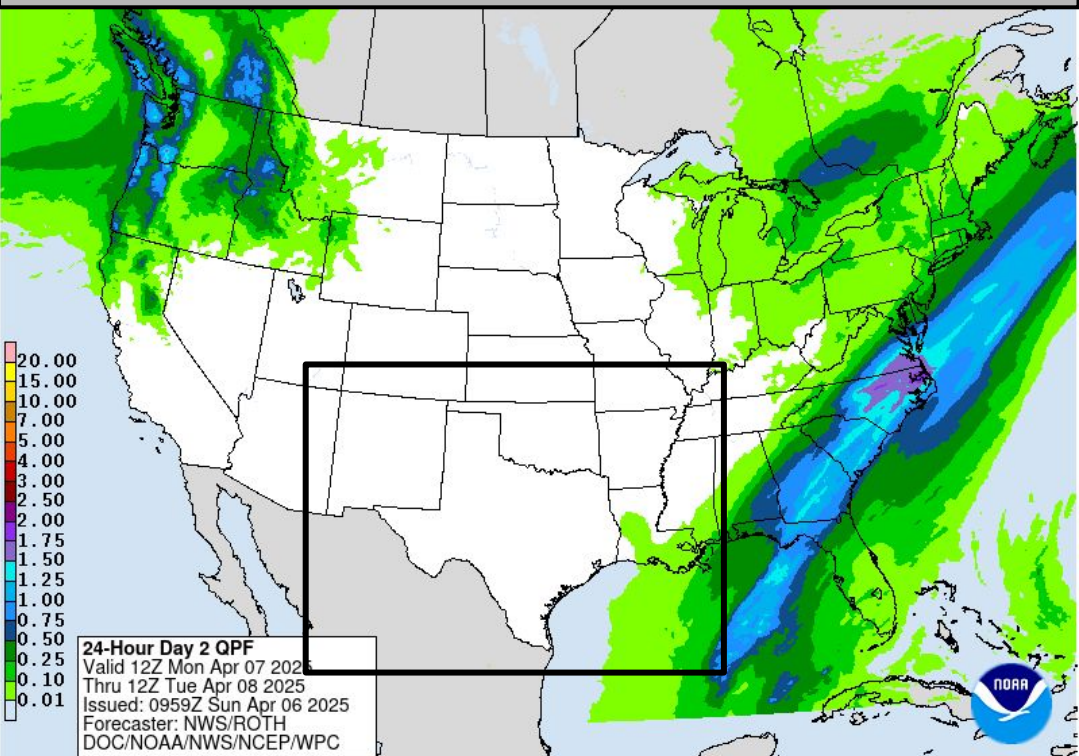 20.00
15.00
10.00
7.00
5.00
4.00
3.00
2.50
2.00
1.75
1.50
1.25
1.00
0.75
0.50
0.25
0.10
0.01
24-Hour Day 2 QPF
Valid 12Z Mon Apr 07 2025
Thru 12Z Tue Apr 08 2025
Issued: 0959Z Sun Apr 06 2025
Forecaster: NWS/ROTH
DOC/NOAA/NWS/NCEP/WPC
NOAA